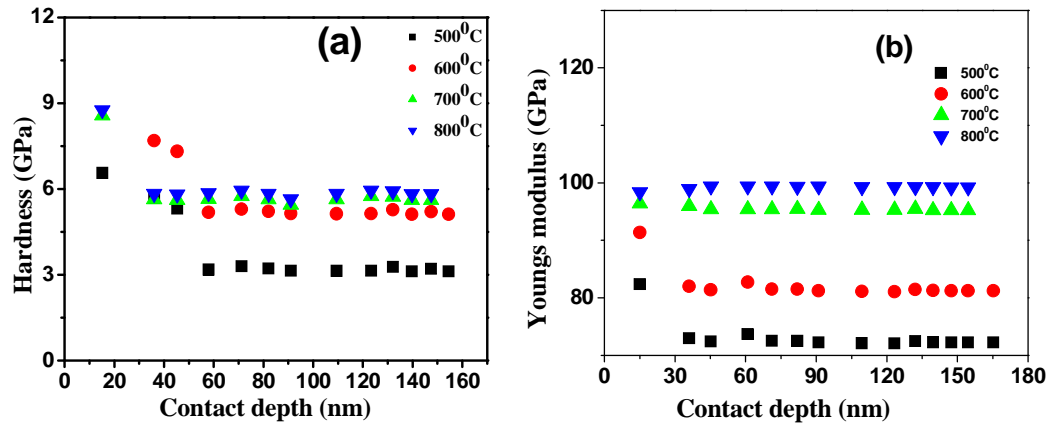 (a)
500⁰C
600⁰C
700⁰C
800⁰C
12
9
6
3
0
Hardness (GPa)
0 20 40 60 80 100 120 140 160
Contact depth (nm)
(b)
500⁰C
600⁰C
700⁰C
800⁰C
120
100
80
Youngs modulus (GPa)
0 30 60 90 120 150 180
Contact depth (nm)